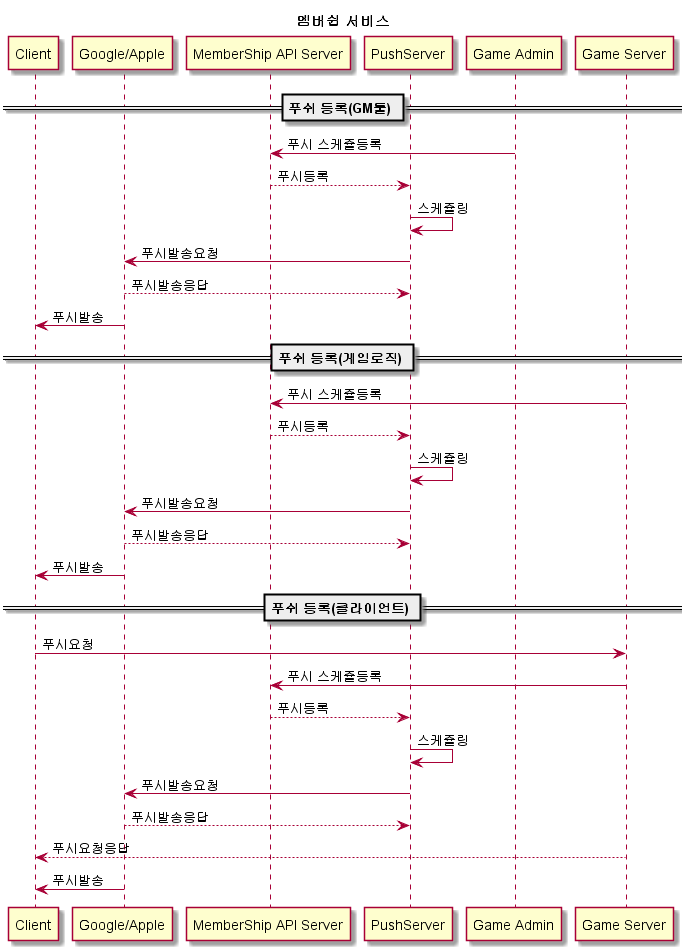 멤버쉽 서비스
Client Google/Apple MemberShip API Server PushServer Game Admin Game Server
푸쉬 등록(GM툴)
푸시 스케쥴등록
푸시등록
스케쥴링
푸시발송요청
푸시발송응답
푸시발송
푸쉬 등록(게임로직)
푸시 스케쥴등록
푸시등록
스케쥴링
푸시발송요청
푸시발송응답
푸시발송
푸쉬 등록(클라이언트)
푸시요청
푸시 스케쥴등록
푸시등록
스케쥴링
푸시발송요청
푸시발송응답
푸시요청응답
푸시발송
Client Google/Apple MemberShip API Server PushServer Game Admin Game Server